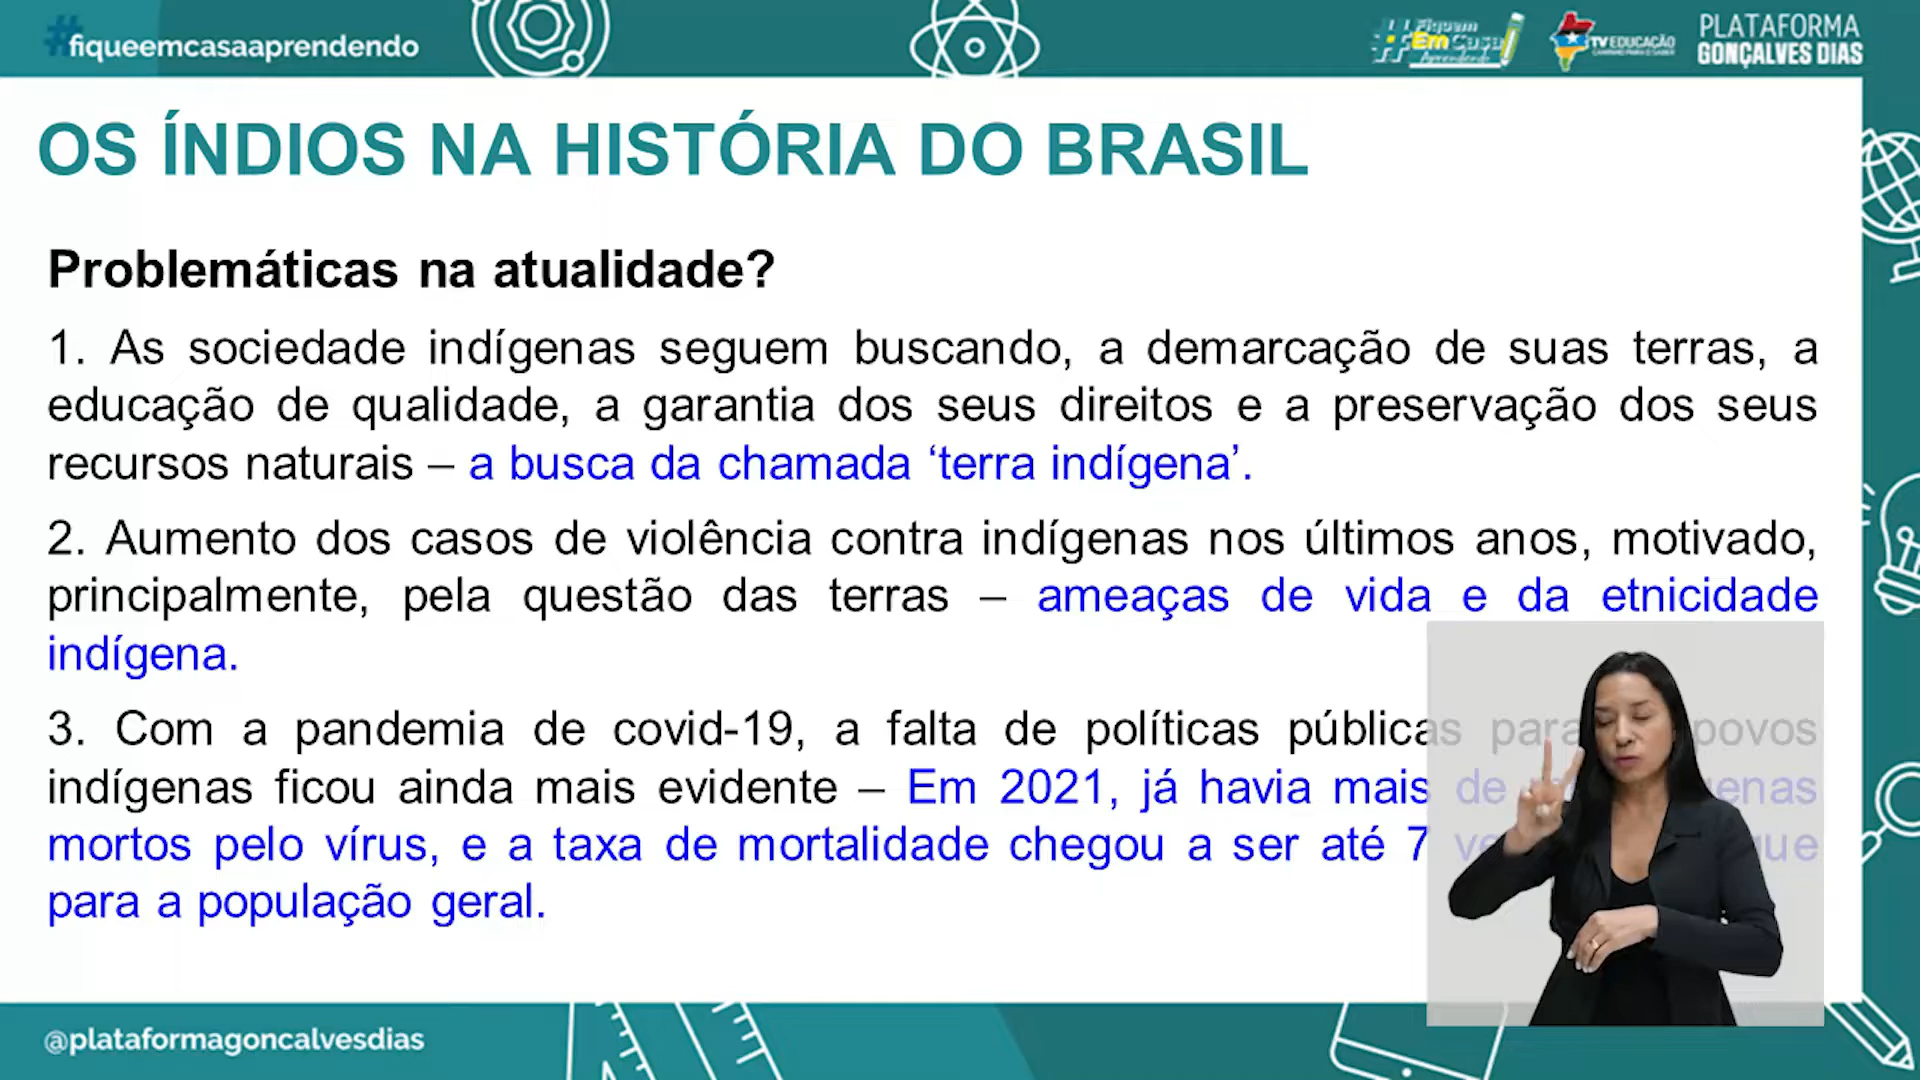 #fiqueemcasaaprendendo
#Fiquem
Em Casa
Aprendendo
TV EDUCAÇÃO
PLATAFORMA
GONÇALVES DIAS
OS ÍNDIOS NA HISTÓRIA DO BRASIL
Problemáticas na atualidade?
1. As sociedade indígenas seguem buscando, a demarcação de suas terras, a
educação de qualidade, a garantia dos seus direitos e a preservação dos seus
recursos naturais – a busca da chamada ‘terra indígena’.
2. Aumento dos casos de violência contra indígenas nos últimos anos, motivado,
principalmente, pela questão das terras – ameaças de vida e da etnicidade
indígena.
3. Com a pandemia de covid-19, a falta de políticas públicas para povos
indígenas ficou ainda mais evidente – Em 2021, já havia mais de
mortos pelo vírus, e a taxa de mortalidade chegou a ser até 7 que
para a população geral.
@plataformagoncalvesdias